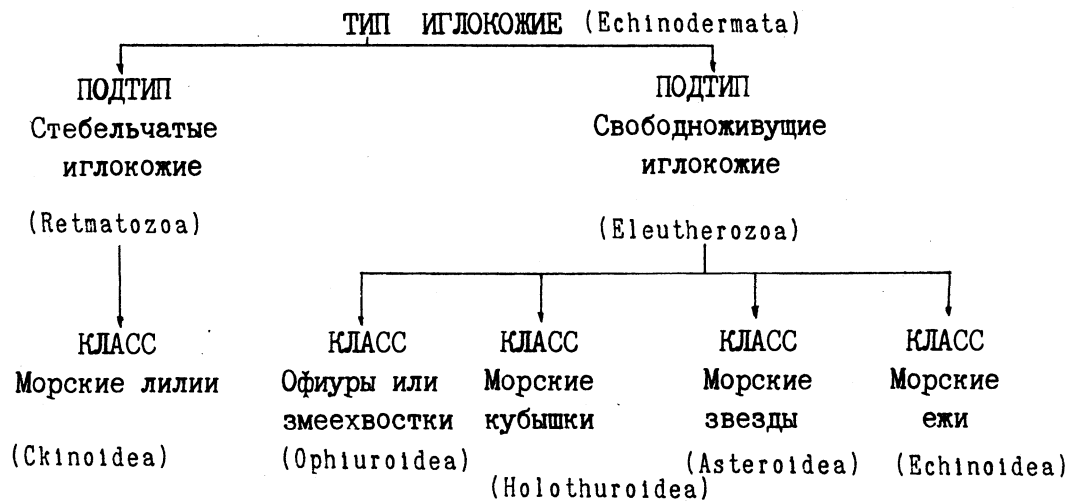 ТИП ИГЛОКОЖИЕ (Echinodermata)
ПОДТИП
Стебельчатые
иглокожие
(Retmatozoa)
ПОДТИП
Свободноживущие
иглокожие
(Eleutherozoa)
КЛАСС
Морские лилии
(Ckinoidea)
КЛАСС
Офиуры или
змеехвостки
(Ophiuroidea)
КЛАСС
Морские
кубышки
(Holothuroidea)
КЛАСС
Морские
звезды
(Asteroidea)
КЛАСС
Морские
ежи
(Echinoidea)